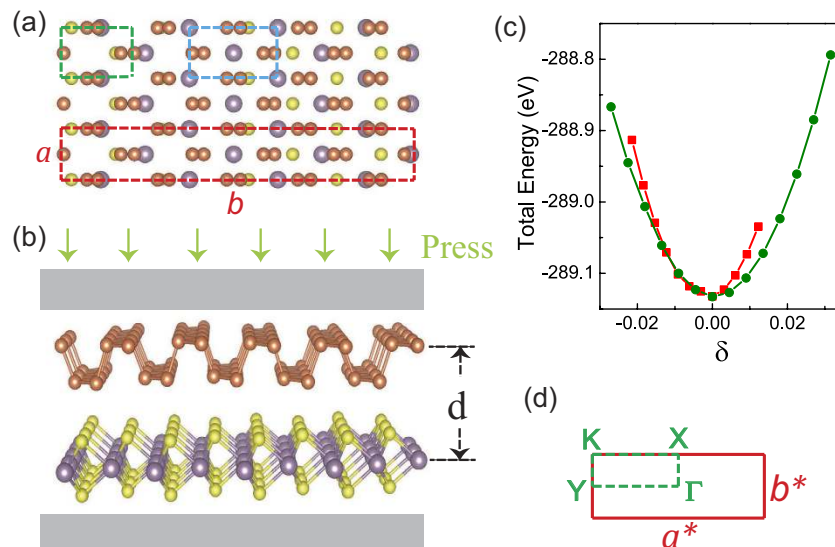 (a)
a
b
(b)
Press
d
(c)
Total Energy (eV)
-288.8
-288.9
-289.0
-289.1
-0.02 0.00 0.02
δ
(d)
K X
Y Γ b*
a*